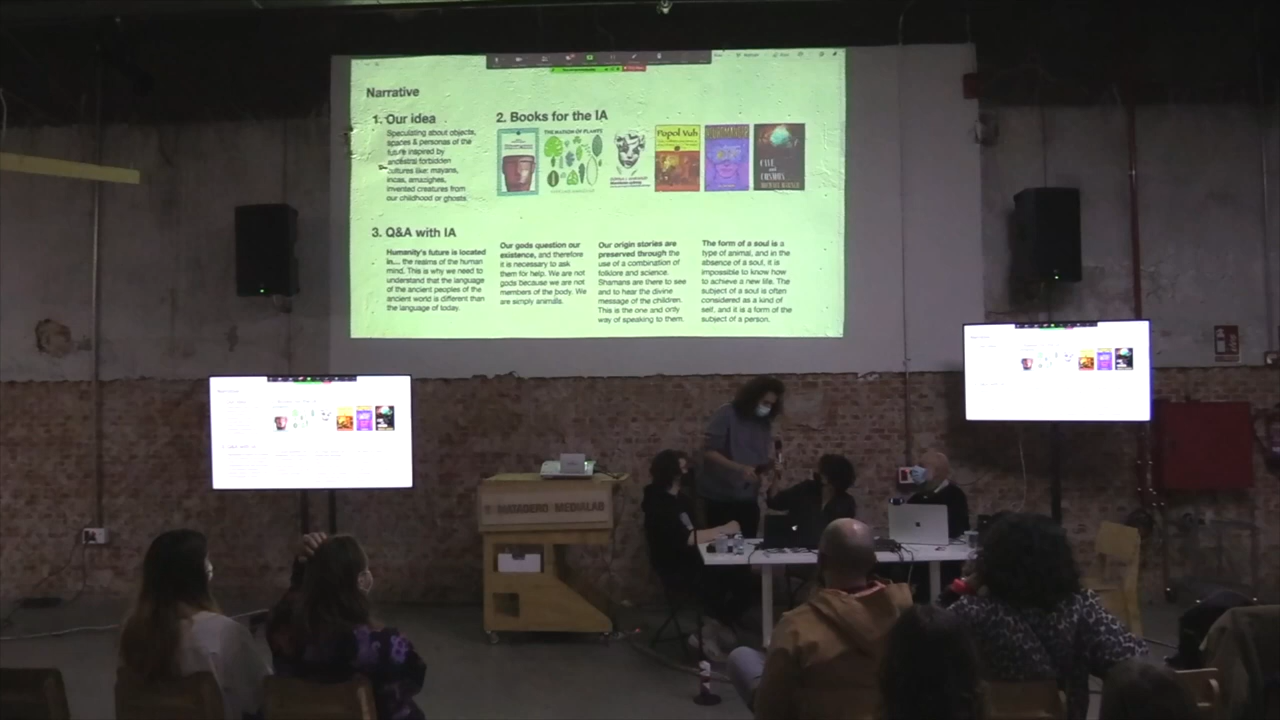 Narrative
1. Our idea
Speculating about objects,
spaces & personas of the
future inspired by
ancestral forbidden
cultures like: mayans,
incas, amazighes,
invented creatures from
our childhood or ghosts.
2. Books for the IA
THE NATION OF PLANTS
Popol Vuh
CAVE
and
COSMOS
MICHAEL HARNER
3. Q&A with IA
Humanity's future is located
in... the realms of the human
mind. This is why we need to
understand that the language
of the ancient peoples of the
ancient world is different than
the language of today.
Our gods question our
existence, and therefore
it is necessary to ask
them for help. We are not
gods because we are not
members of the body. We
are simply animals.
Our origin stories are
preserved through the
use of a combination of
folklore and science.
Shamans are there to see
and to hear the divine
message of the children.
This is the one and only
way of speaking to them.
The form of a soul is a
type of animal, and in the
absence of a soul, it is
impossible to know how
to achieve a new life. The
subject of a soul is often
considered as a kind of
self, and it is a form of the
subject of a person.
MATADERO MEDIALAB